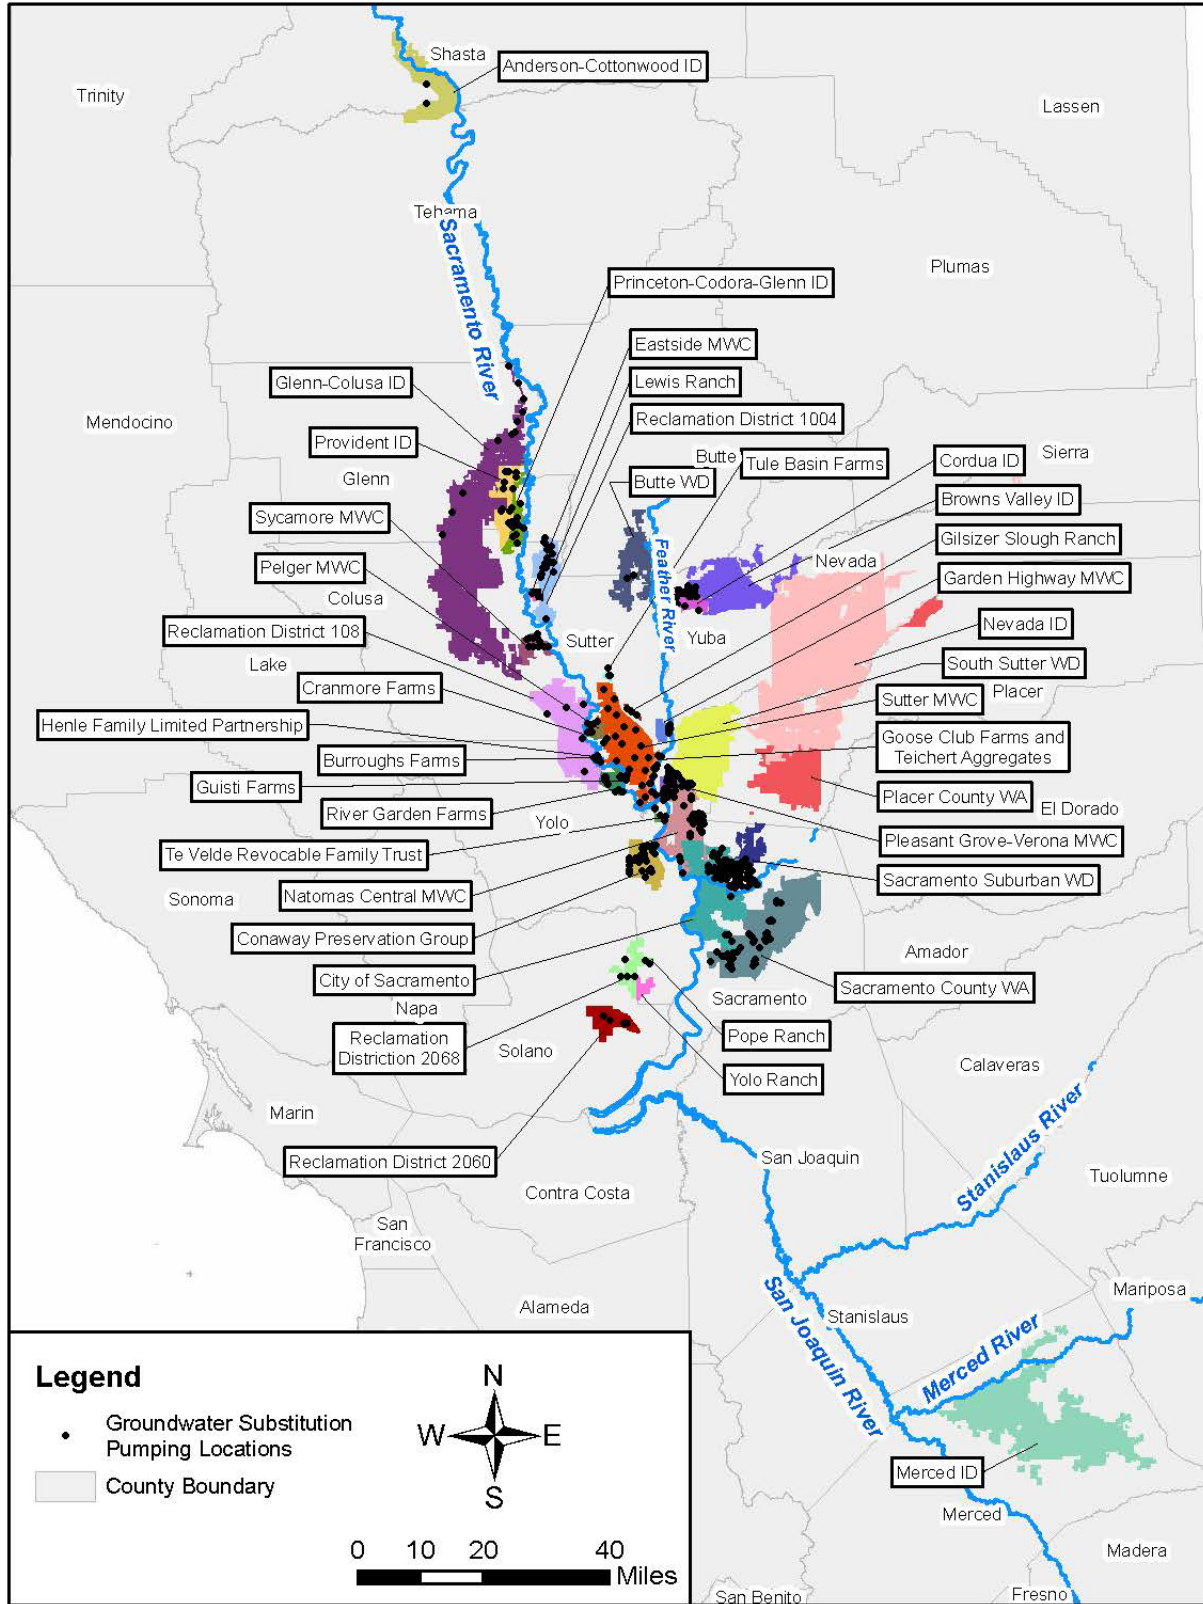 Shasta
Anderson-Cottonwood ID
Trinity
Lassen
Tehama
Sacramento River
Plumas
Princeton-Codora-Glenn ID
Eastside MWC
Glenn-Colusa ID
Lewis Ranch
Mendocino
Reclamation District 1004
Provident ID
Butte
Tule Basin Farms
Cordua ID
Sierra
Glenn
Butte WD
Browns Valley ID
Sycamore MWC
Gilsizer Slough Ranch
Feather River
Nevada
Pelger MWC
Garden Highway MWC
Colusa
Reclamation District 108
Sutter
Yuba
Nevada ID
Lake
South Sutter WD
Cranmore Farms
Placer
Sutter MWC
Henle Family Limited Partnership
Goose Club Farms and
Teichert Aggregates
Burroughs Farms
Guisti Farms
Placer County WA
River Garden Farms
El Dorado
Yolo
Pleasant Grove-Verona MWC
Te Velde Revocable Family Trust
Sacramento Suburban WD
Natomas Central MWC
Sonoma
Conaway Preservation Group
Amador
City of Sacramento
Sacramento County WA
Sacramento
Napa
Reclamation
Distriction 2068
Pope Ranch
Solano
Yolo Ranch
Calaveras
Marin
Stanislaus River
Reclamation District 2060
San Joaquin
Tuolumne
Contra Costa
San
Francisco
San Joaquin River
Mariposa
Alameda
Stanislaus
Merced River
Merced ID
Merced
Madera
San Benito
Fresno
Legend
Groundwater Substitution
Pumping Locations
County Boundary
N
W
E
S
0 10 20 40
Miles